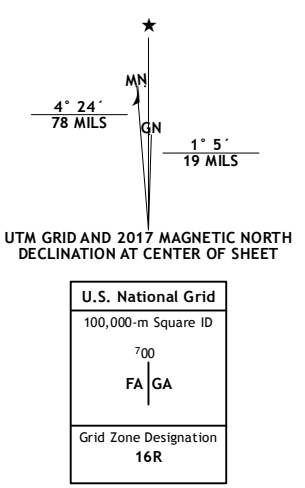 ★
MN
4° 24´
78 MILS
GN
1° 5´
19 MILS
UTM GRID AND 2017 MAGNETIC NORTH
DECLINATION AT CENTER OF SHEET
U.S. National Grid
100,000-m Square ID
⁷00
FA GA
Grid Zone Designation
16R